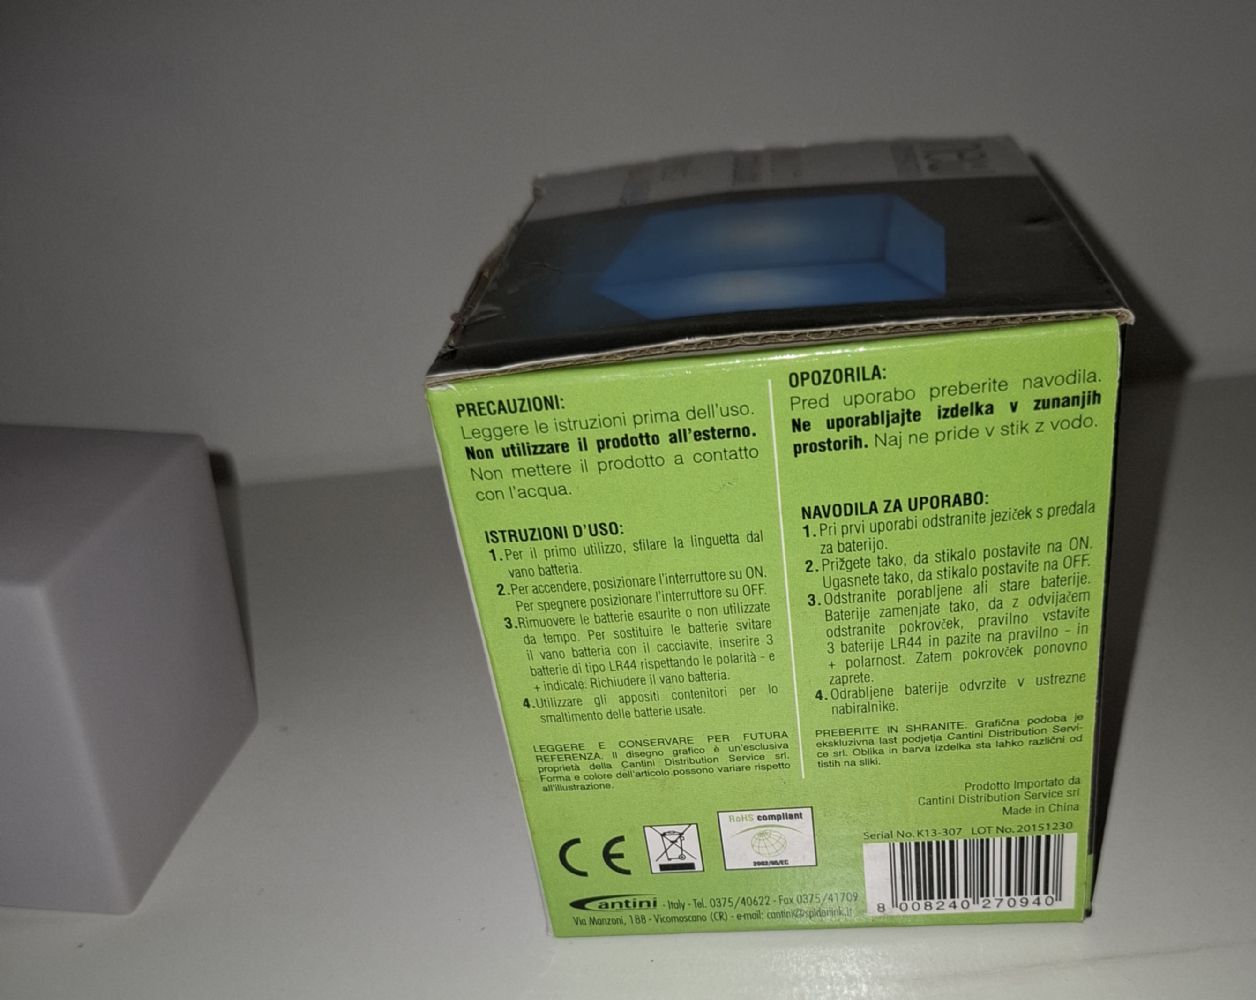 PRECAUZIONI:
Leggere le istruzioni prima dell'uso.
Non utilizzare il prodotto all'esterno.
Non mettere il prodotto a contatto
con l'acqua.
ISTRUZIONI D'USO:
1. Per il primo utilizzo, sfilare la linguetta dal
vano batteria.
2. Per accendere, posizionare l'interruttore su ON.
Per spegnere posizionare l'interruttore su OFF.
3. Rimuovere le batterie esaurite o non utilizzate
da tempo. Per sostituire le batterie svitare
il vano batteria con il cacciavite, inserire 3
batterie di tipo LR44 rispettando le polarità - e
+ indicate. Richiudere il vano batteria.
4. Utilizzare gli appositi contenitori per lo
smaltimento delle batterie usate.
LEGGERE E CONSERVARE PER FUTURA
REFERENZA. Il disegno grafico è un'esclusiva
proprietà della Cantini Distribution Service srl.
Forma e colore dell'articolo possono variare rispetto
all'illustrazione.
OPOZORILA:
Pred uporabo preberite navodila.
Ne uporabljajte izdelka v zunanjih
prostorih. Naj ne pride v stik z vodo.
NAVODILA ZA UPORABO:
1. Pri prvi uporabi odstranite jeziček s predala
za baterijo.
2. Prižgete tako, da stikalo postavite na ON.
Ugasnete tako, da stikalo postavite na OFF.
3. Odstranite porabljene ali stare baterije.
Baterije zamenjate tako, da z odvijačem
odstranite pokrovček, pravilno vstavite
3 baterije LR44 in pazite na pravilno - in
+ polarnost. Zatem pokrovček ponovno
zaprete.
4. Odrabljene baterije odvrzite v ustrezne
nabiralnike.
PREBERITE IN SHRANITE. Grafična podoba je
ekskluzivna last podjetja Cantini Distribution Servi-
ce srl. Oblika in barva izdelka sta lahko različni od
tistih na sliki.
Prodotto Importato da
Cantini Distribution Service srl
Made in China
Serial No. K13-307 LOT No. 20151230
8 008240 270940
CE
RoHS compliant
2002/95/EC
Cantini - Italy - Tel. 0375/40622 - Fax 0375/41709
Via Manzoni, 188 - Vicomoscano (CR) - e-mail: cantini@spiderlink.it